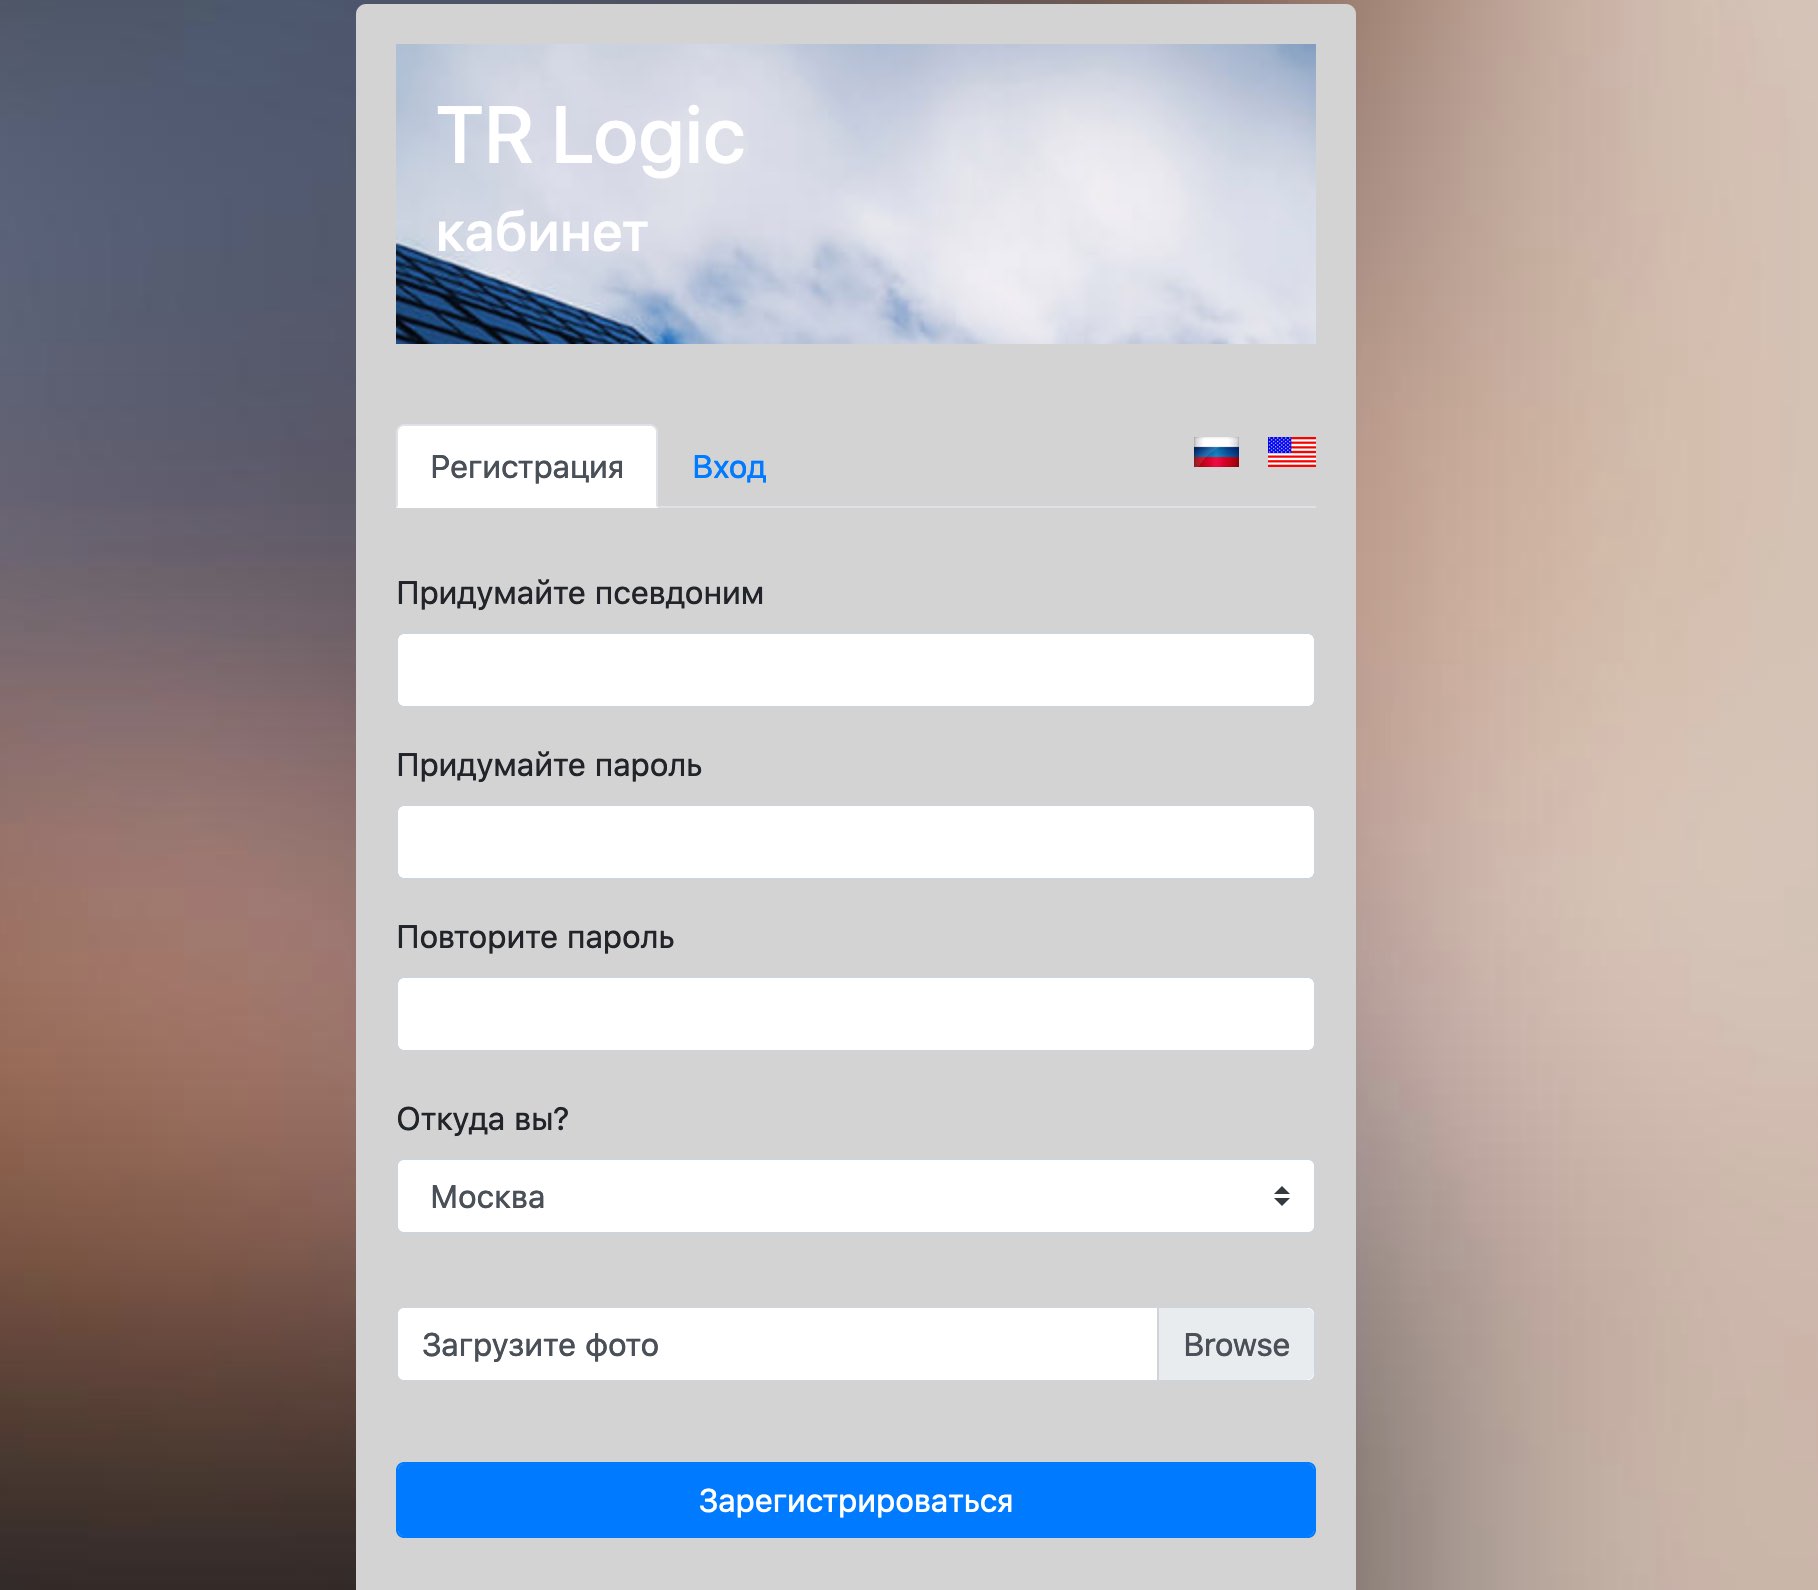 TR Logic
кабинет
Регистрация
Вход
Придумайте псевдоним
Придумайте пароль
Повторите пароль
Откуда вы?
Москва
Загрузите фото
Browse
Зарегистрироваться